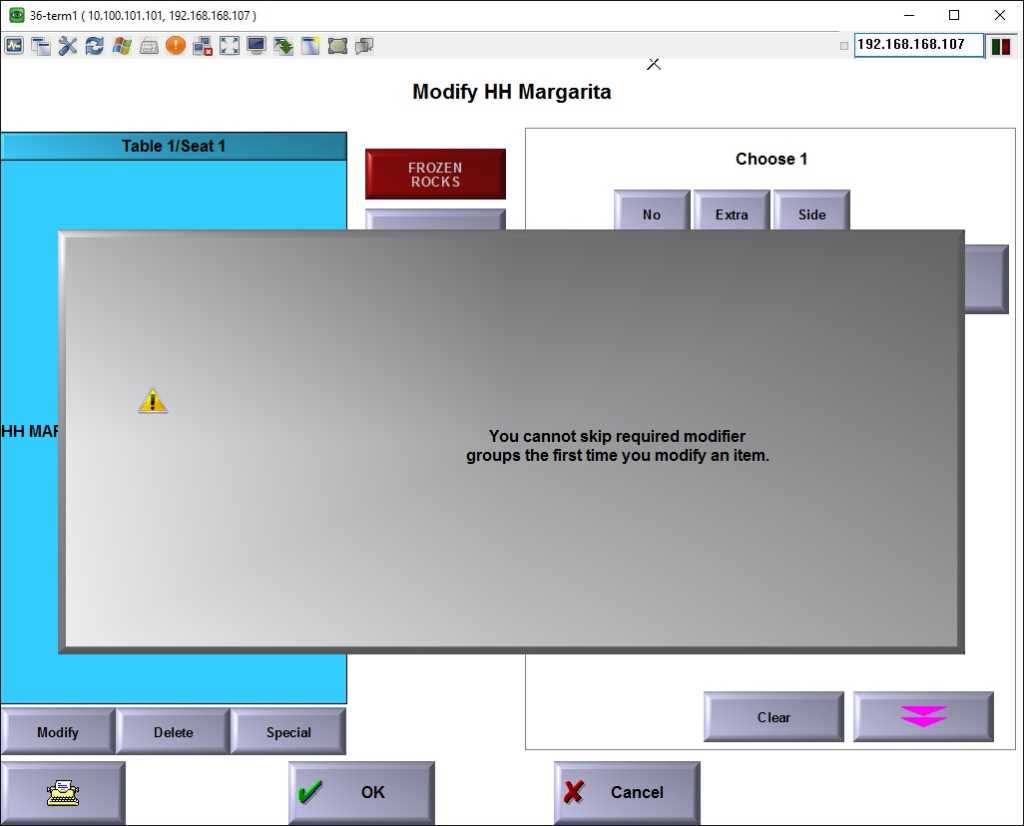 36-term1 ( 10.100.101.101, 192.168.168.107 )
192.168.168.107
Modify HH Margarita
Table 1/Seat 1
FROZEN
ROCKS
Choose 1
No
Extra
Side
HH MAR
You cannot skip required modifier
groups the first time you modify an item.
Clear
Modify
Delete
Special
OK
Cancel